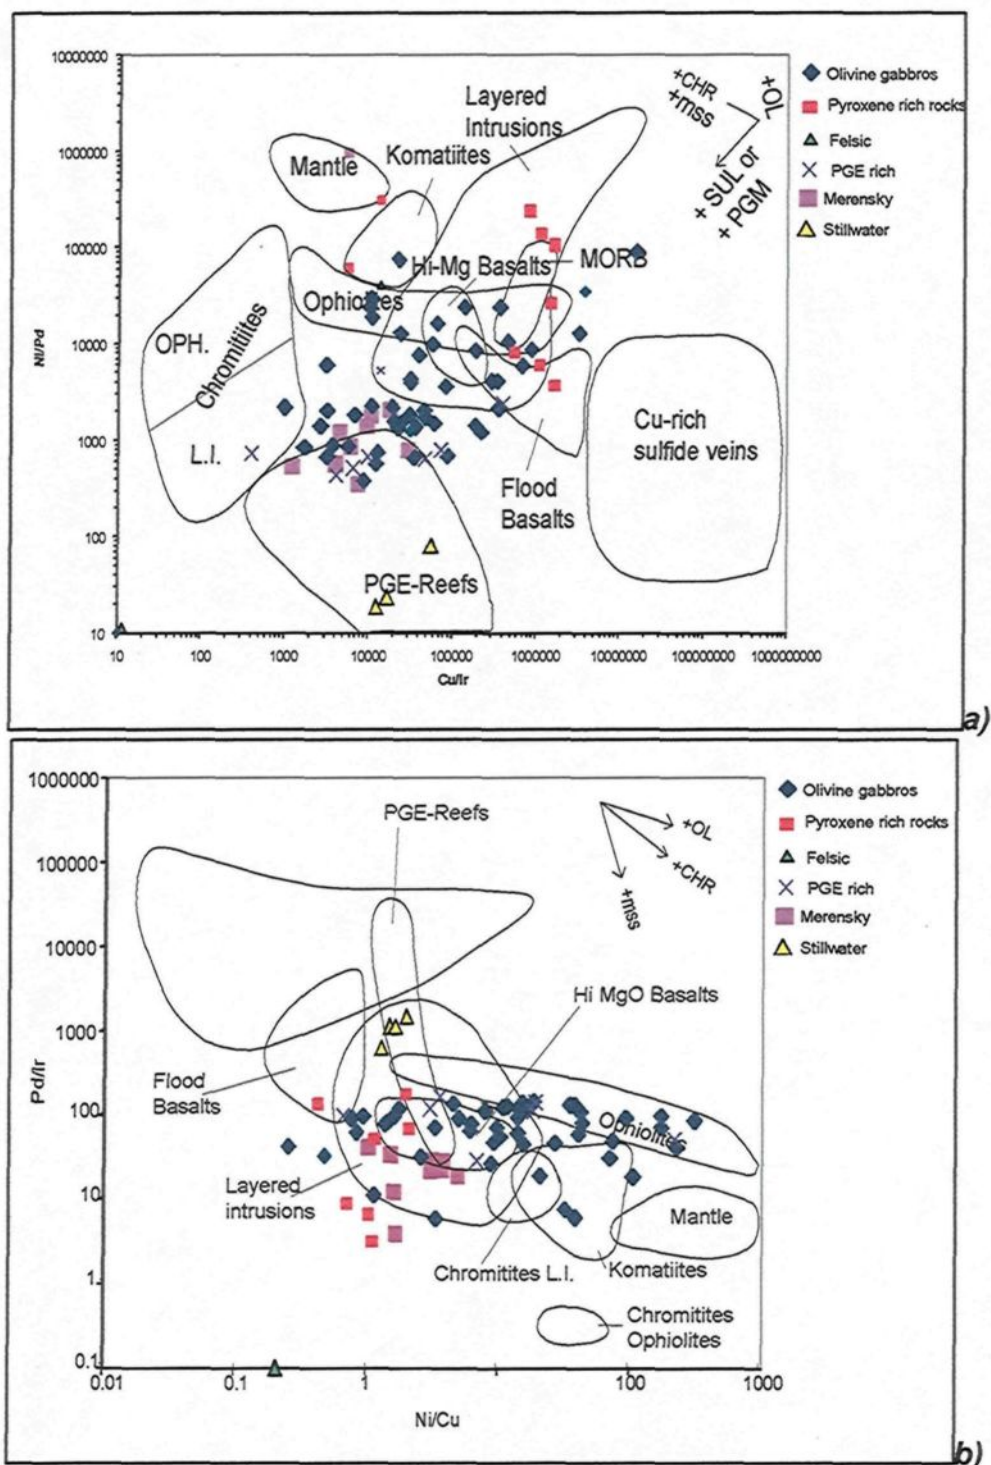 10000000
1000000
100000
10000
1000
100
10
Ni/Pd
10
100
1000
10000
100000
1000000
10000000
100000000
1000000000
Cu/Ir
Mantle
Komatiites
Layered
Intrusions
Hi-Mg Basalts
MORB
Ophiolites
OPH.
Chromititites
L.I.
Flood
Basalts
PGE-Reefs
Cu-rich
sulfide veins
+CHR
+mss
+OL
+ SUL or
+ PGM
Olivine gabbros
Pyroxene rich rocks
Felsic
PGE rich
Merensky
Stillwater
a)
1000000
100000
10000
1000
100
10
1
0.1
Pd/Ir
0.01
0.1
1
100
1000
Ni/Cu
PGE-Reefs
Hi MgO Basalts
Flood
Basalts
Layered
intrusions
Ophiolites
Mantle
Chromitites L.I.
Komatiites
Chromitites
Ophiolites
+OL
+CHR
+mss
Olivine gabbros
Pyroxene rich rocks
Felsic
PGE rich
Merensky
Stillwater
b)